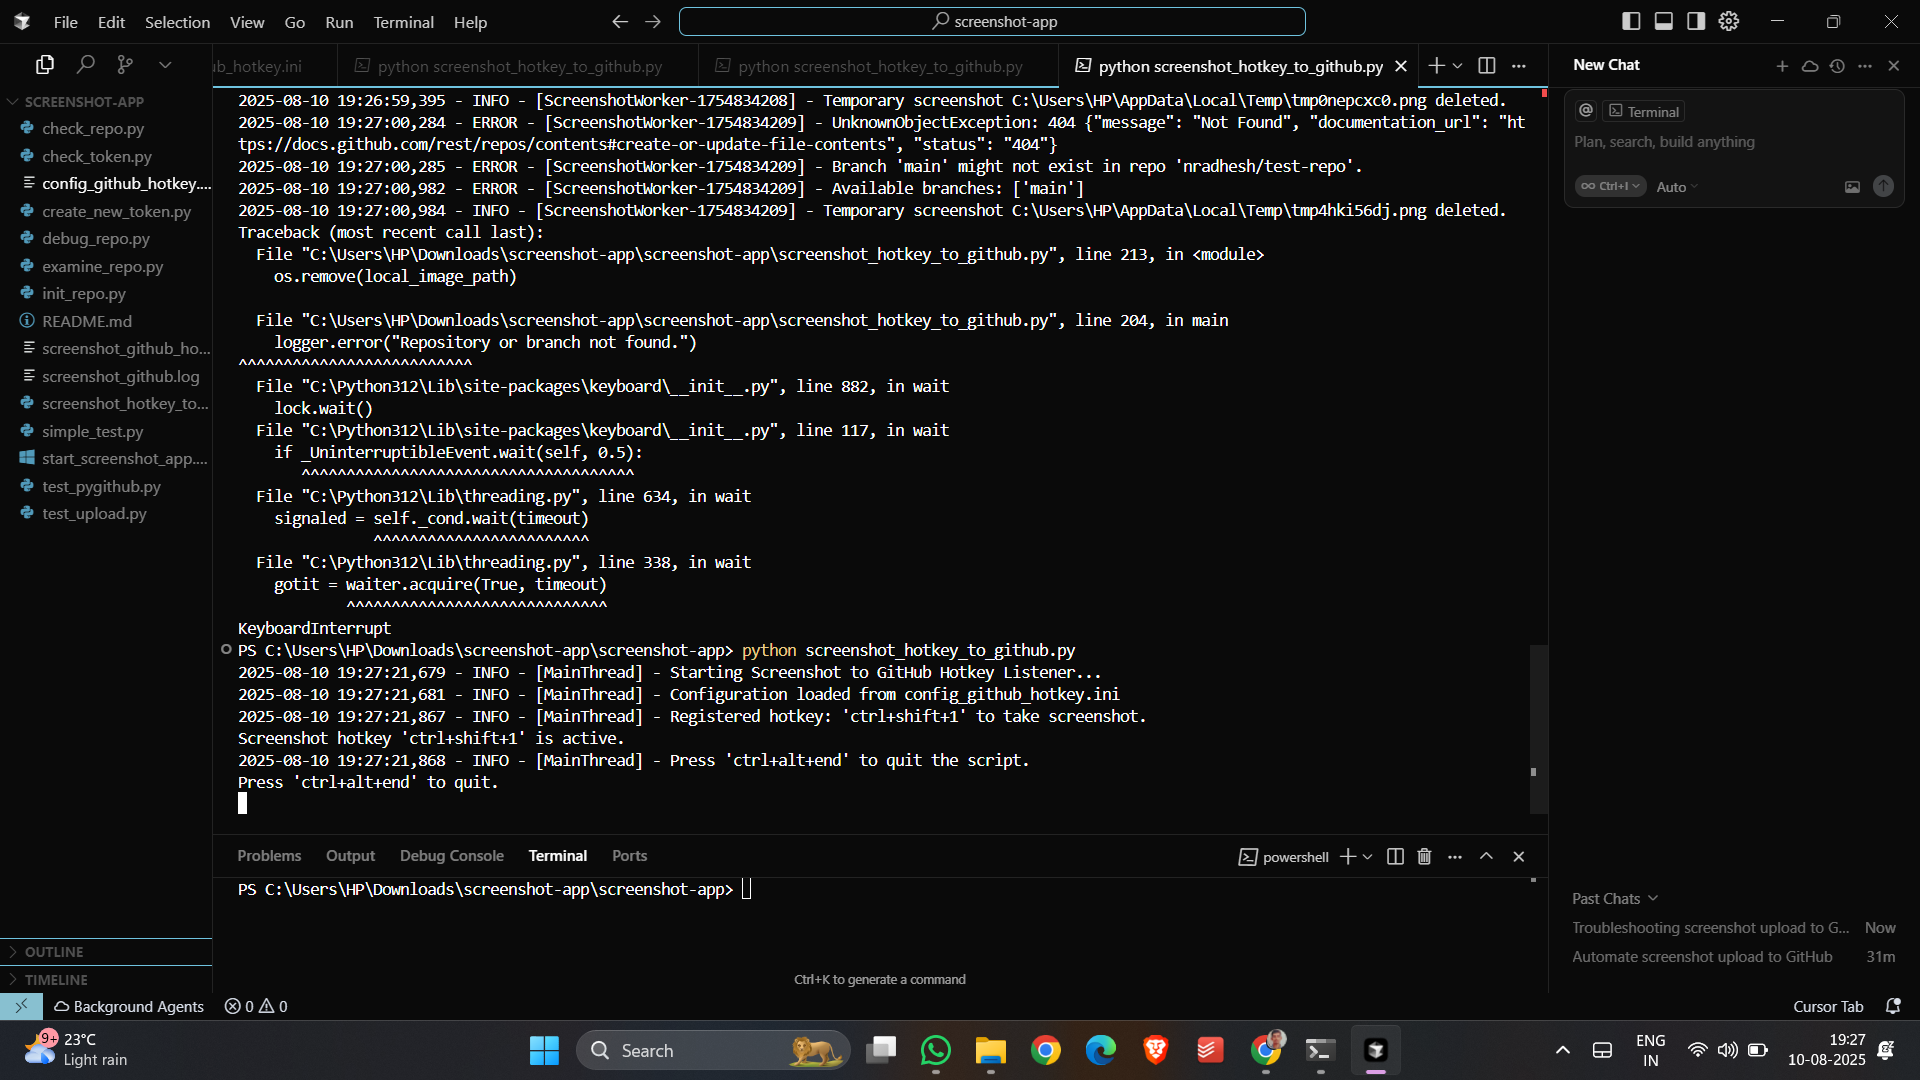 File Edit Selection View Go Run Terminal Help
screenshot-app
SCREENSHOT-APP
check_repo.py
check_token.py
config_github_hotkey....
create_new_token.py
debug_repo.py
examine_repo.py
init_repo.py
README.md
screenshot_github_ho...
screenshot_github.log
screenshot_hotkey_to...
simple_test.py
start_screenshot_app....
test_pygithub.py
test_upload.py
OUTLINE
TIMELINE
ub_hotkey.ini
python screenshot_hotkey_to_github.py
python screenshot_hotkey_to_github.py
python screenshot_hotkey_to_github.py
2025-08-10 19:26:59,395 - INFO - [ScreenshotWorker-1754834208] - Temporary screenshot C:\Users\HP\AppData\Local\Temp\tmp0nepcxc0.png deleted.
2025-08-10 19:27:00,284 - ERROR - [ScreenshotWorker-1754834209] - UnknownObjectException: 404 {"message": "Not Found", "documentation_url": "ht
tps://docs.github.com/rest/repos/contents#create-or-update-file-contents", "status": "404"}
2025-08-10 19:27:00,285 - ERROR - [ScreenshotWorker-1754834209] - Branch 'main' might not exist in repo 'nradhesh/test-repo'.
2025-08-10 19:27:00,982 - ERROR - [ScreenshotWorker-1754834209] - Available branches: ['main']
2025-08-10 19:27:00,984 - INFO - [ScreenshotWorker-1754834209] - Temporary screenshot C:\Users\HP\AppData\Local\Temp\tmp4hki56dj.png deleted.
Traceback (most recent call last):
File "C:\Users\HP\Downloads\screenshot-app\screenshot-app\screenshot_hotkey_to_github.py", line 213, in <module>
os.remove(local_image_path)
File "C:\Users\HP\Downloads\screenshot-app\screenshot-app\screenshot_hotkey_to_github.py", line 204, in main
logger.error("Repository or branch not found.")
^^^^^^^^^^^^^^^^^^^^^^^^^^
File "C:\Python312\Lib\site-packages\keyboard\__init__.py", line 882, in wait
lock.wait()
File "C:\Python312\Lib\site-packages\keyboard\__init__.py", line 117, in wait
if _UninterruptibleEvent.wait(self, 0.5):
^^^^^^^^^^^^^^^^^^^^^^^^^^^^^^^^^^^^^
File "C:\Python312\Lib\threading.py", line 634, in wait
signaled = self._cond.wait(timeout)
^^^^^^^^^^^^^^^^^^^^^^^^
File "C:\Python312\Lib\threading.py", line 338, in wait
gotit = waiter.acquire(True, timeout)
^^^^^^^^^^^^^^^^^^^^^^^^^^^^^
KeyboardInterrupt
PS C:\Users\HP\Downloads\screenshot-app\screenshot-app> python screenshot_hotkey_to_github.py
2025-08-10 19:27:21,679 - INFO - [MainThread] - Starting Screenshot to GitHub Hotkey Listener...
2025-08-10 19:27:21,681 - INFO - [MainThread] - Configuration loaded from config_github_hotkey.ini
2025-08-10 19:27:21,867 - INFO - [MainThread] - Registered hotkey: 'ctrl+shift+1' to take screenshot.
Screenshot hotkey 'ctrl+shift+1' is active.
2025-08-10 19:27:21,868 - INFO - [MainThread] - Press 'ctrl+alt+end' to quit the script.
Press 'ctrl+alt+end' to quit.
Problems Output Debug Console Terminal Ports
powershell
PS C:\Users\HP\Downloads\screenshot-app\screenshot-app>
Ctrl+K to generate a command
New Chat
@ Terminal
Plan, search, build anything
∞ Ctrl+I Auto
Past Chats
Troubleshooting screenshot upload to G... Now
Automate screenshot upload to GitHub 31m
Background Agents 0 0
Cursor Tab
9+
23°C
Light rain
Search
ENG
IN
19:27
10-08-2025